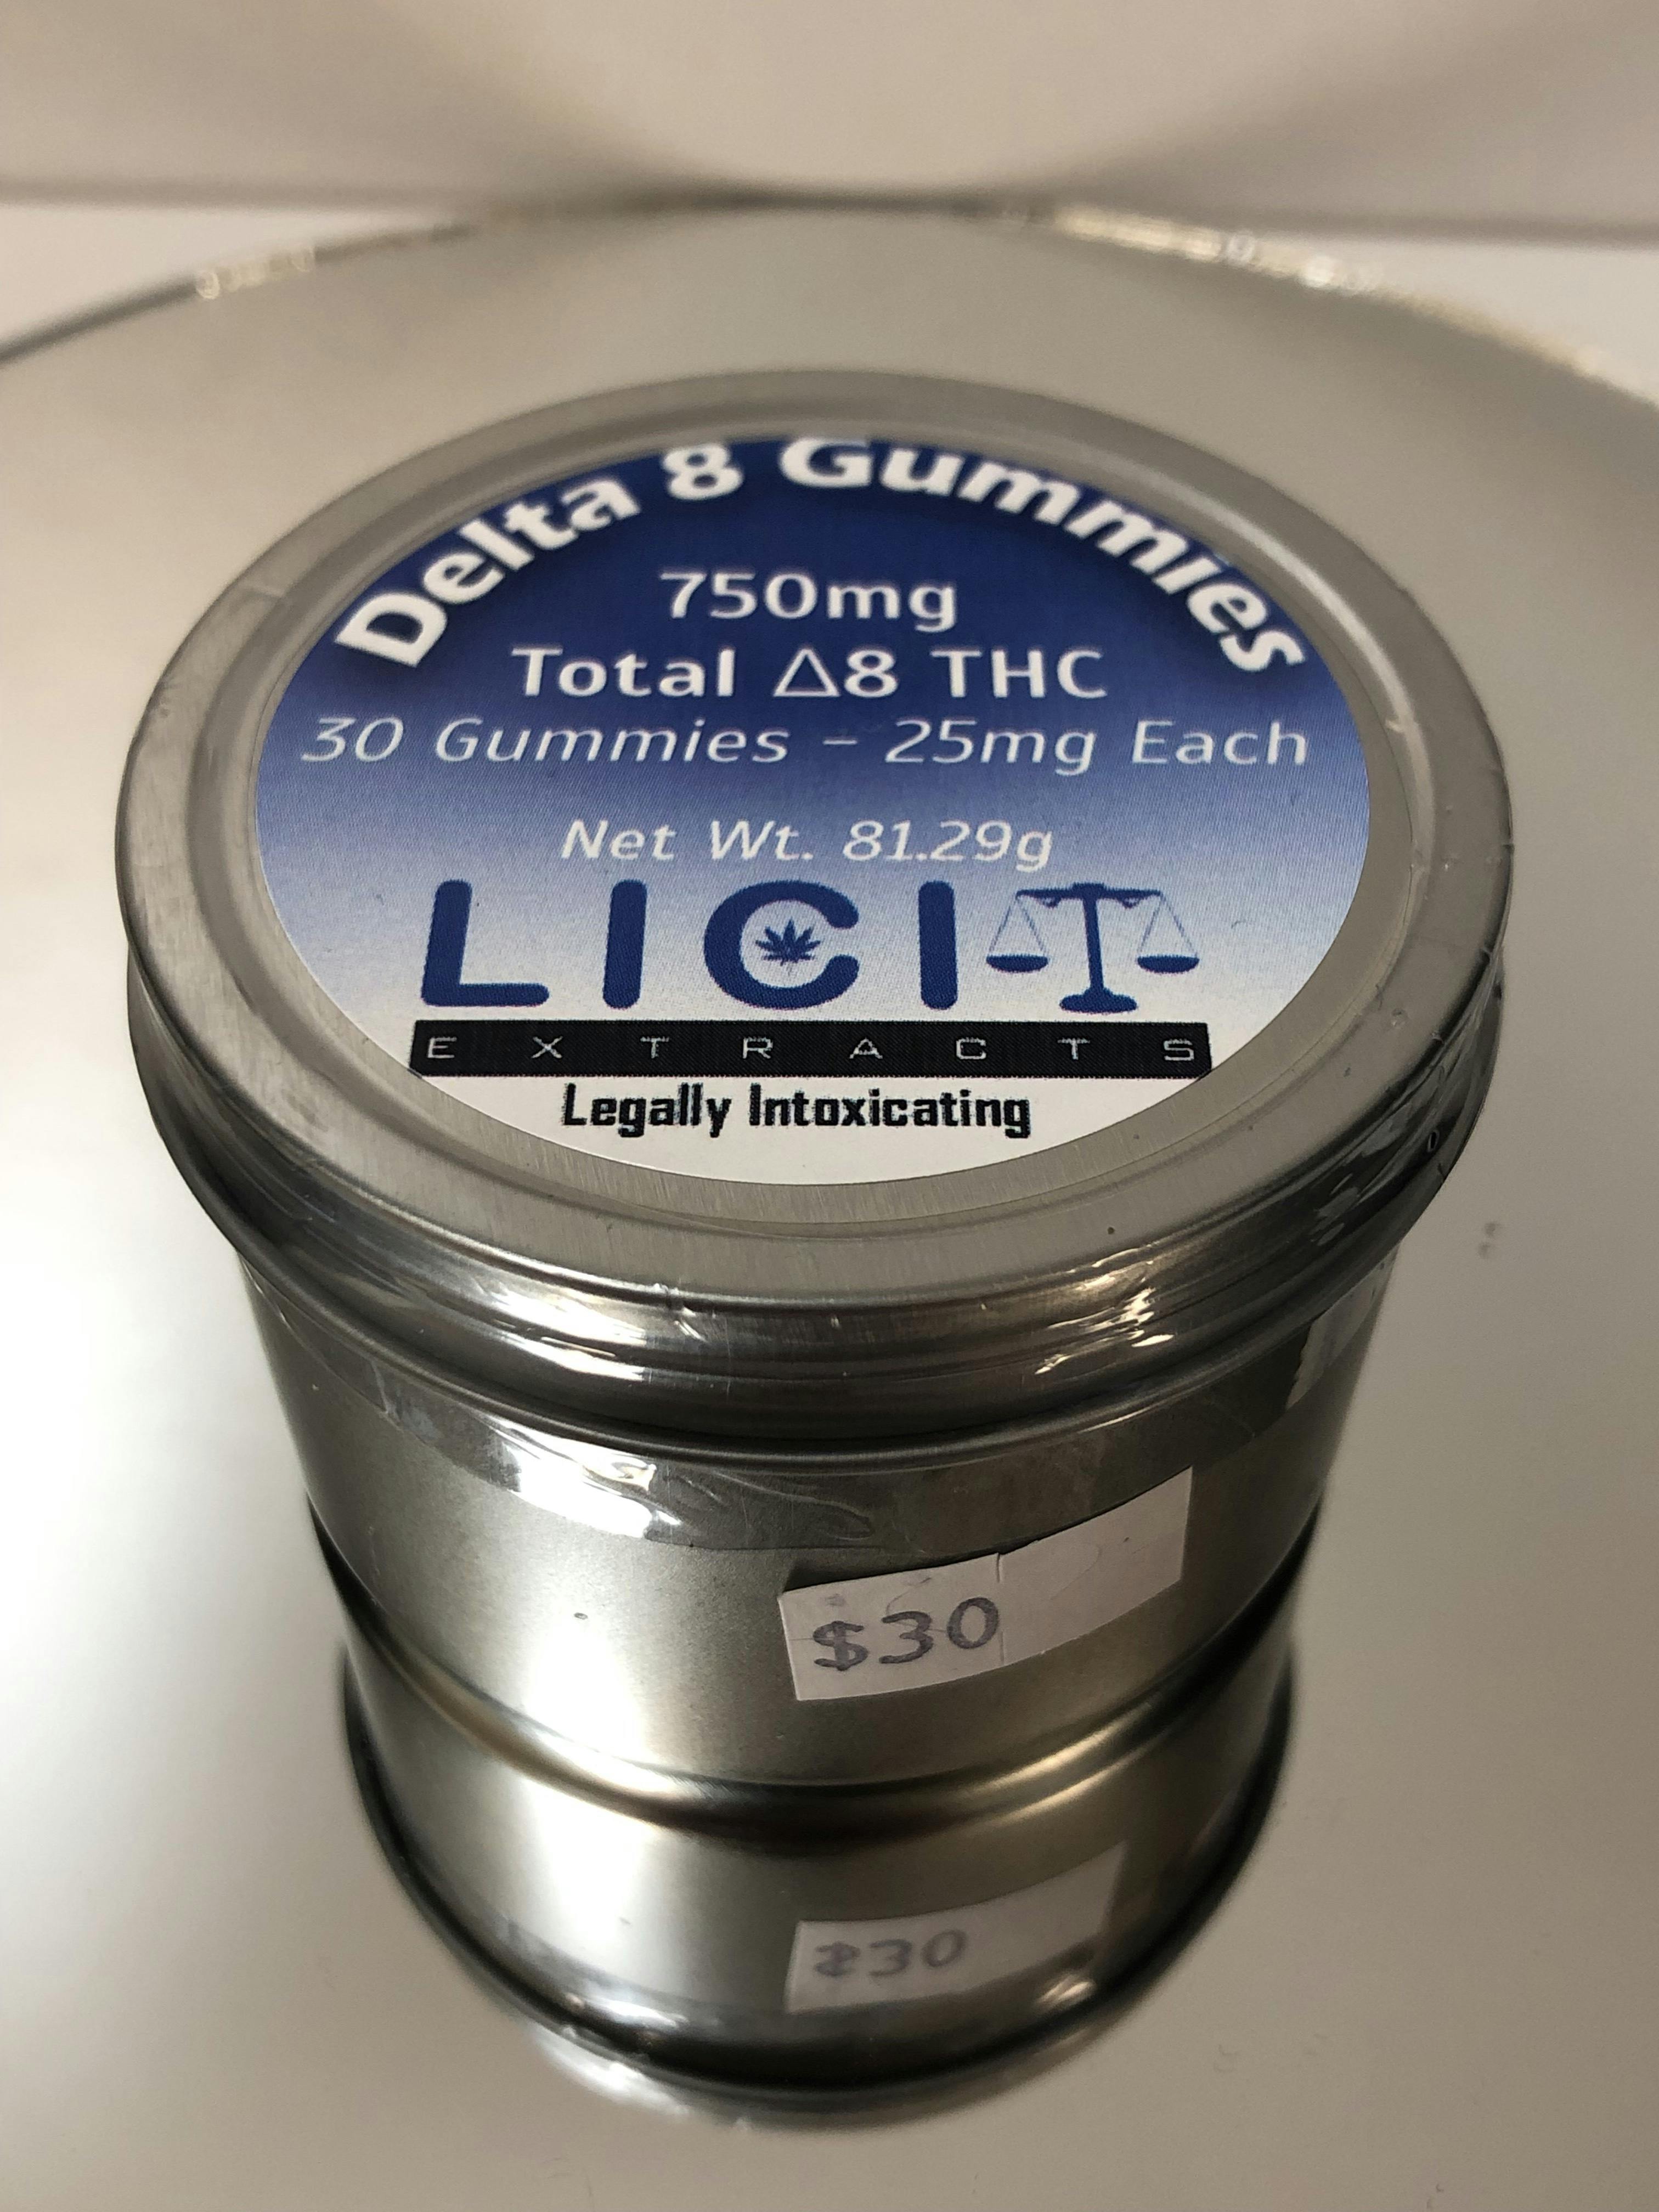 Delta 8 Gummies
750mg
Total Δ8 THC
30 Gummies - 25mg Each
Net Wt. 81.29g
LICIT
EXTRACTS
Legally Intoxicating
$30
$30